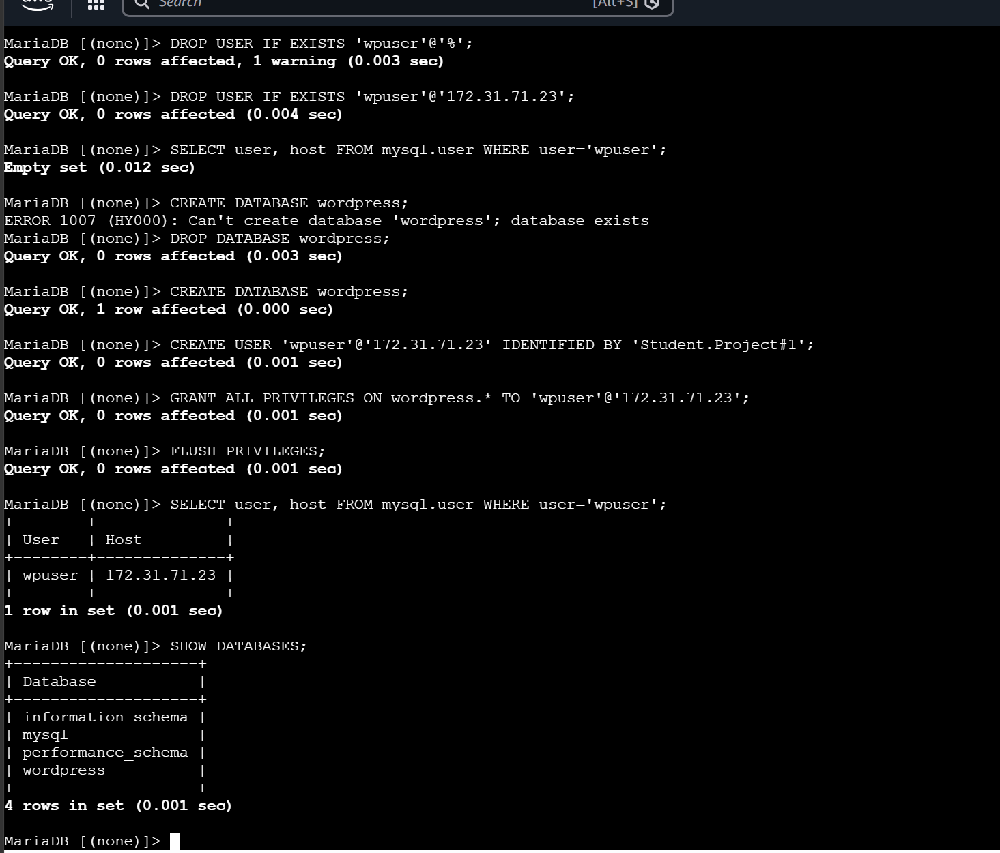 aws
Search
[Alt+S]
MariaDB [(none)]> DROP USER IF EXISTS 'wpuser'@'%';
Query OK, 0 rows affected, 1 warning (0.003 sec)
MariaDB [(none)]> DROP USER IF EXISTS 'wpuser'@'172.31.71.23';
Query OK, 0 rows affected (0.004 sec)
MariaDB [(none)]> SELECT user, host FROM mysql.user WHERE user='wpuser';
Empty set (0.012 sec)
MariaDB [(none)]> CREATE DATABASE wordpress;
ERROR 1007 (HY000): Can't create database 'wordpress'; database exists
MariaDB [(none)]> DROP DATABASE wordpress;
Query OK, 0 rows affected (0.003 sec)
MariaDB [(none)]> CREATE DATABASE wordpress;
Query OK, 1 row affected (0.000 sec)
MariaDB [(none)]> CREATE USER 'wpuser'@'172.31.71.23' IDENTIFIED BY 'Student.Project#1';
Query OK, 0 rows affected (0.001 sec)
MariaDB [(none)]> GRANT ALL PRIVILEGES ON wordpress.* TO 'wpuser'@'172.31.71.23';
Query OK, 0 rows affected (0.001 sec)
MariaDB [(none)]> FLUSH PRIVILEGES;
Query OK, 0 rows affected (0.001 sec)
MariaDB [(none)]> SELECT user, host FROM mysql.user WHERE user='wpuser';
+--------+--------------+
| User   | Host         |
+--------+--------------+
| wpuser | 172.31.71.23 |
+--------+--------------+
1 row in set (0.001 sec)
MariaDB [(none)]> SHOW DATABASES;
+--------------------+
| Database           |
+--------------------+
| information_schema |
| mysql              |
| performance_schema |
| wordpress          |
+--------------------+
4 rows in set (0.001 sec)
MariaDB [(none)]>